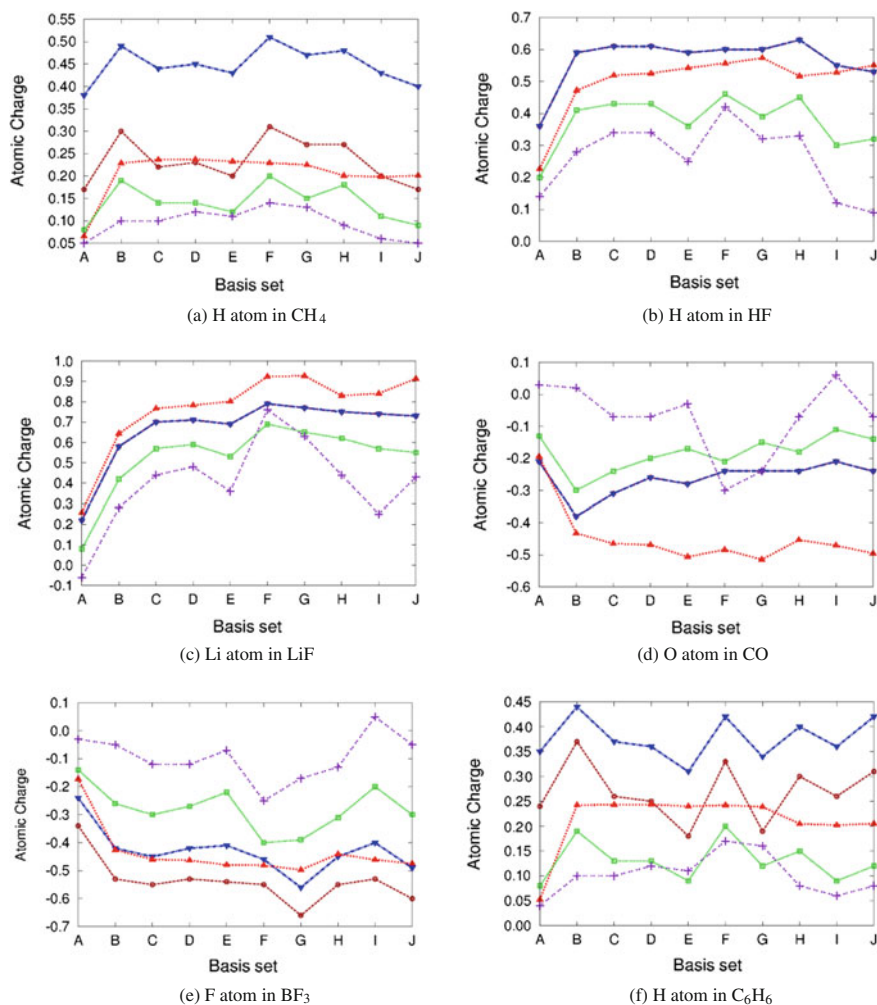 0.55
0.50
0.45
0.40
0.35
0.30
0.25
0.20
0.15
0.10
0.05
Atomic Charge
A B C D E F G H I J
Basis set
(a) H atom in CH4
0.7
0.6
0.5
0.4
0.3
0.2
0.1
0.0
Atomic Charge
A B C D E F G H I J
Basis set
(b) H atom in HF
1.0
0.9
0.8
0.7
0.6
0.5
0.4
0.3
0.2
0.1
0.0
-0.1
Atomic Charge
A B C D E F G H I J
Basis set
(c) Li atom in LiF
0.1
0.0
-0.1
-0.2
-0.3
-0.4
-0.5
-0.6
Atomic Charge
A B C D E F G H I J
Basis set
(d) O atom in CO
0.1
0.0
-0.1
-0.2
-0.3
-0.4
-0.5
-0.6
-0.7
Atomic Charge
A B C D E F G H I J
Basis set
(e) F atom in BF3
0.45
0.40
0.35
0.30
0.25
0.20
0.15
0.10
0.05
0.00
Atomic Charge
A B C D E F G H I J
Basis set
(f) H atom in C6H6